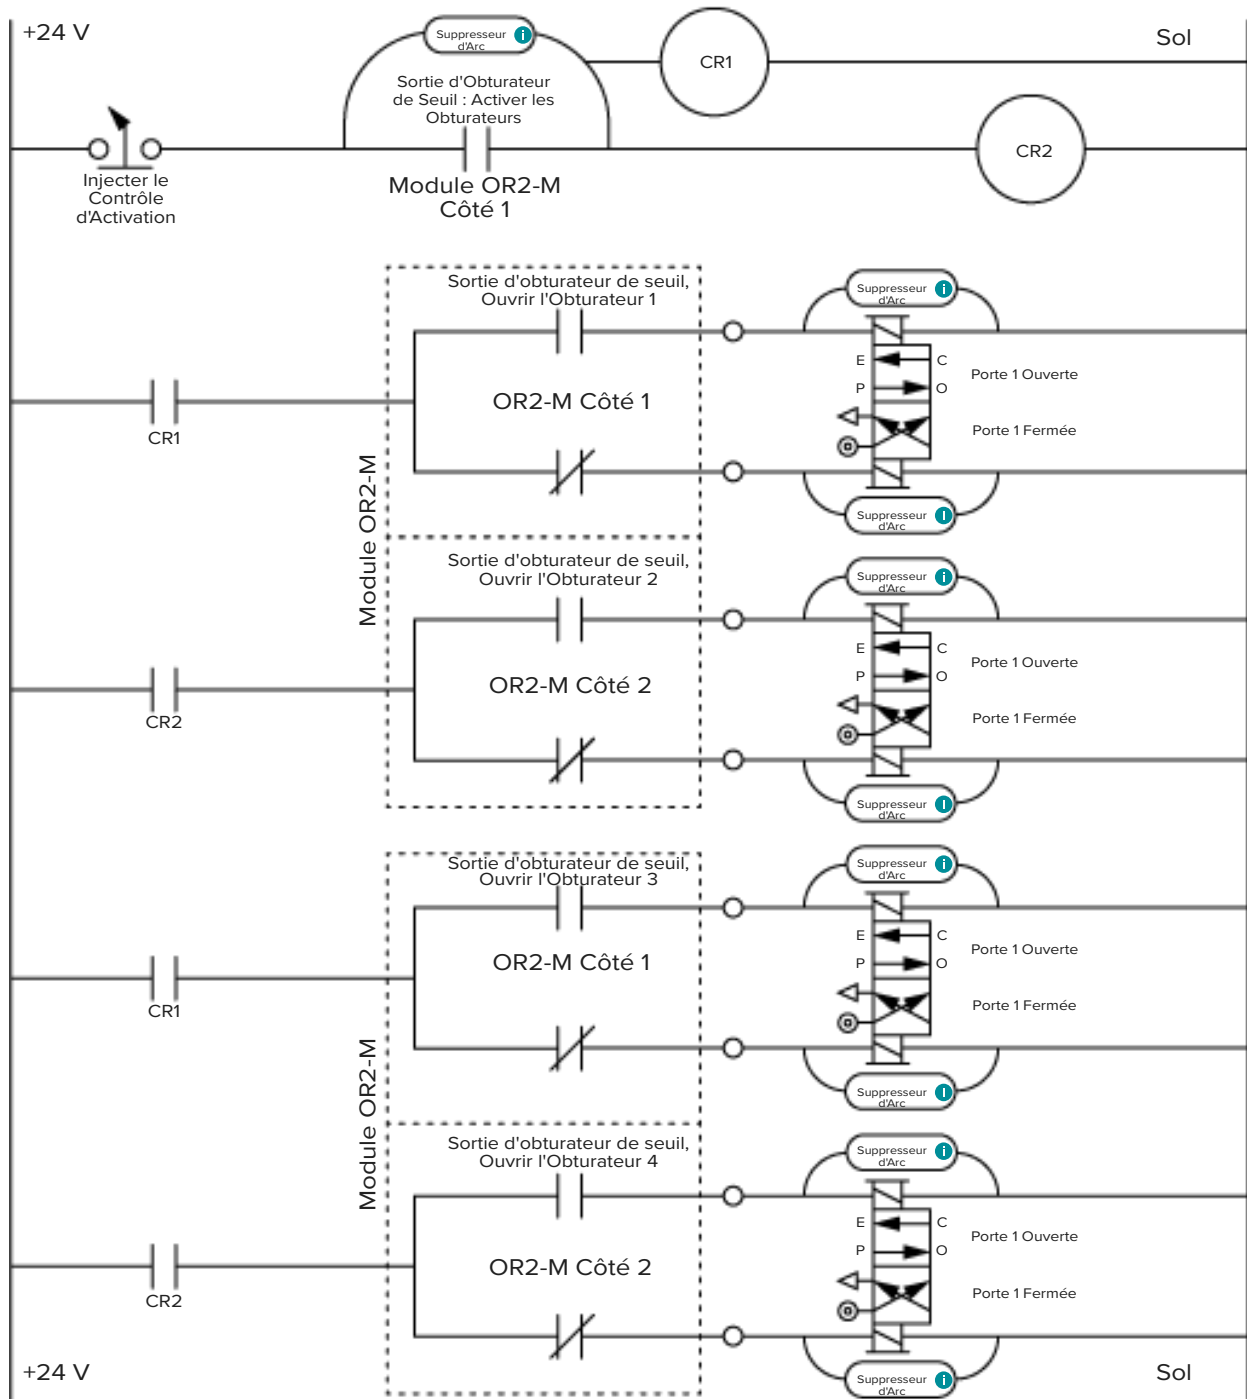 +24 V
Sol
Suppresseur
d'Arc
i
CR1
Sortie d'Obturateur
de Seuil : Activer les
Obturateurs
CR2
Injecter le
Contrôle
d'Activation
Module OR2-M
Côté 1
Sortie d'obturateur de seuil,
Ouvrir l'Obturateur 1
Suppresseur
d'Arc
i
E
C
Porte 1 Ouverte
P
O
OR2-M Côté 1
CR1
Porte 1 Fermée
Suppresseur
d'Arc
I
Module OR2-M
Sortie d'obturateur de seuil,
Ouvrir l'Obturateur 2
Suppresseur
d'Arc
i
E
C
Porte 1 Ouverte
P
O
OR2-M Côté 2
CR2
Porte 1 Fermée
Suppresseur
d'Arc
I
Sortie d'obturateur de seuil,
Ouvrir l'Obturateur 3
Suppresseur
d'Arc
i
E
C
Porte 1 Ouverte
P
O
OR2-M Côté 1
CR1
Porte 1 Fermée
Suppresseur
d'Arc
I
Module OR2-M
Sortie d'obturateur de seuil,
Ouvrir l'Obturateur 4
Suppresseur
d'Arc
i
E
C
Porte 1 Ouverte
P
O
OR2-M Côté 2
CR2
Porte 1 Fermée
Suppresseur
d'Arc
i
+24 V
Sol